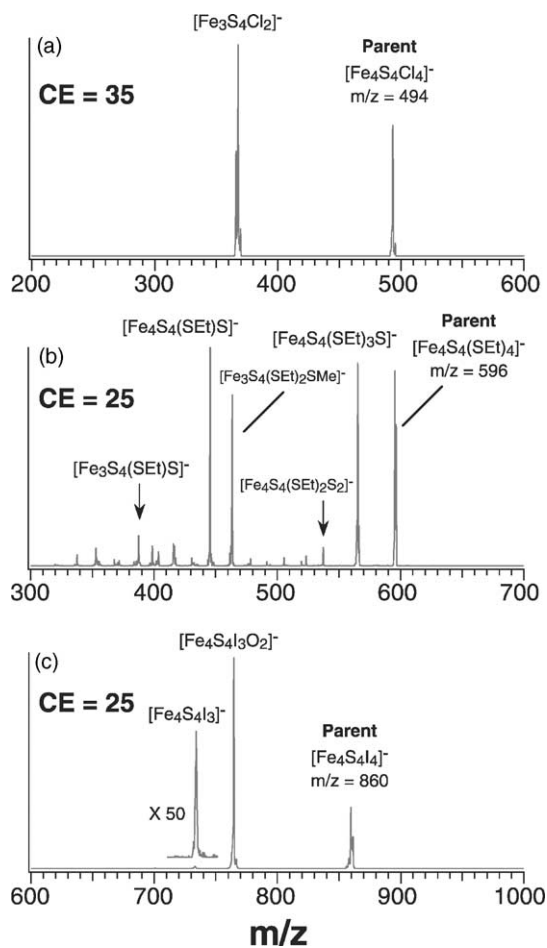 [Fe₃S₄Cl₂]⁻
(a)
CE = 35
Parent
[Fe₄S₄Cl₄]⁻
m/z = 494
200 300 400 500 600
[Fe₄S₄(SEt)S]⁻
[Fe₄S₄(SEt)₃S]⁻
Parent
[Fe₄S₄(SEt)₄]⁻
m/z = 596
(b)
CE = 25
[Fe₃S₄(SEt)₂SMe]⁻
[Fe₃S₄(SEt)S]⁻
[Fe₄S₄(SEt)₂S₂]⁻
300 400 500 600 700
[Fe₄S₄I₃O₂]⁻
(c)
CE = 25
[Fe₄S₄I₃]⁻
Parent
[Fe₄S₄I₄]⁻
m/z = 860
X 50
600 700 800 900 1000
m/z